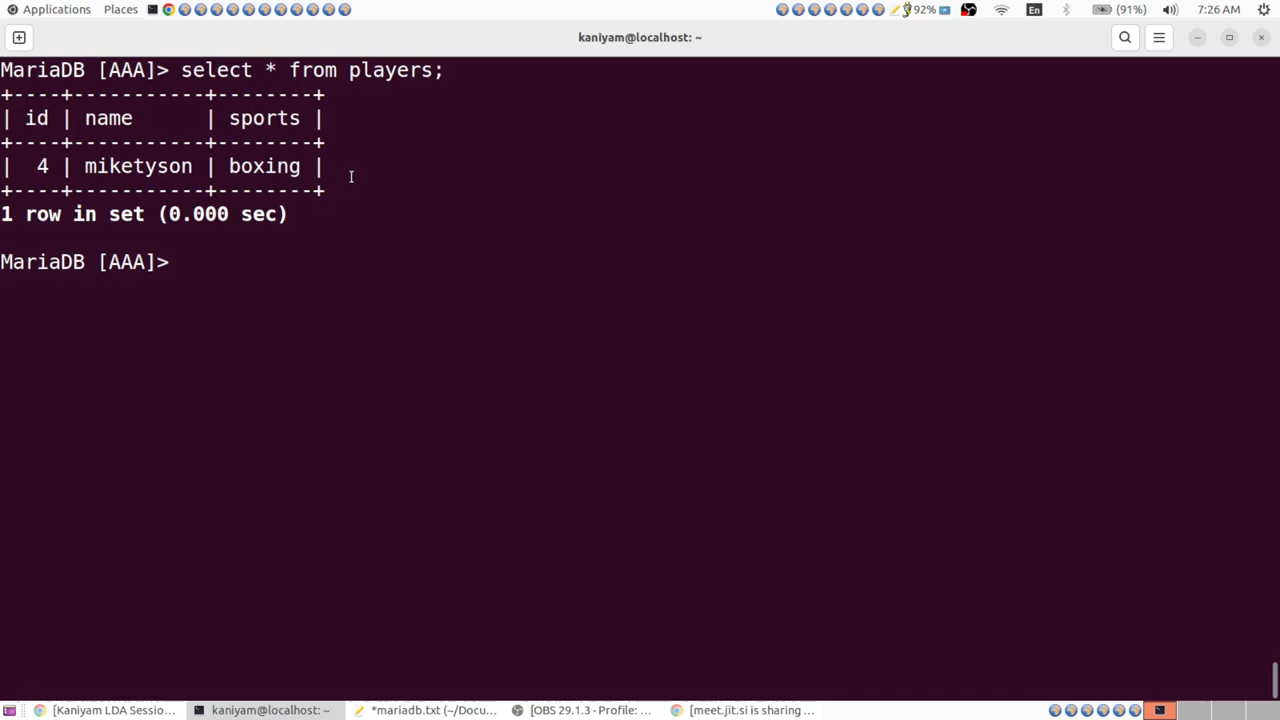 Applications Places 92% En (91%) 7:26 AM
kaniyam@localhost: ~
MariaDB [AAA]> select * from players;
+----+-----------+--------+
| id | name      | sports |
+----+-----------+--------+
|  4 | miketyson | boxing |
+----+-----------+--------+
1 row in set (0.000 sec)
MariaDB [AAA]>
[Kaniyam LDA Sessio... kaniyam@localhost: ~ *mariadb.txt (~/Docu... [OBS 29.1.3 - Profile: ... [meet.jit.si is sharing ...